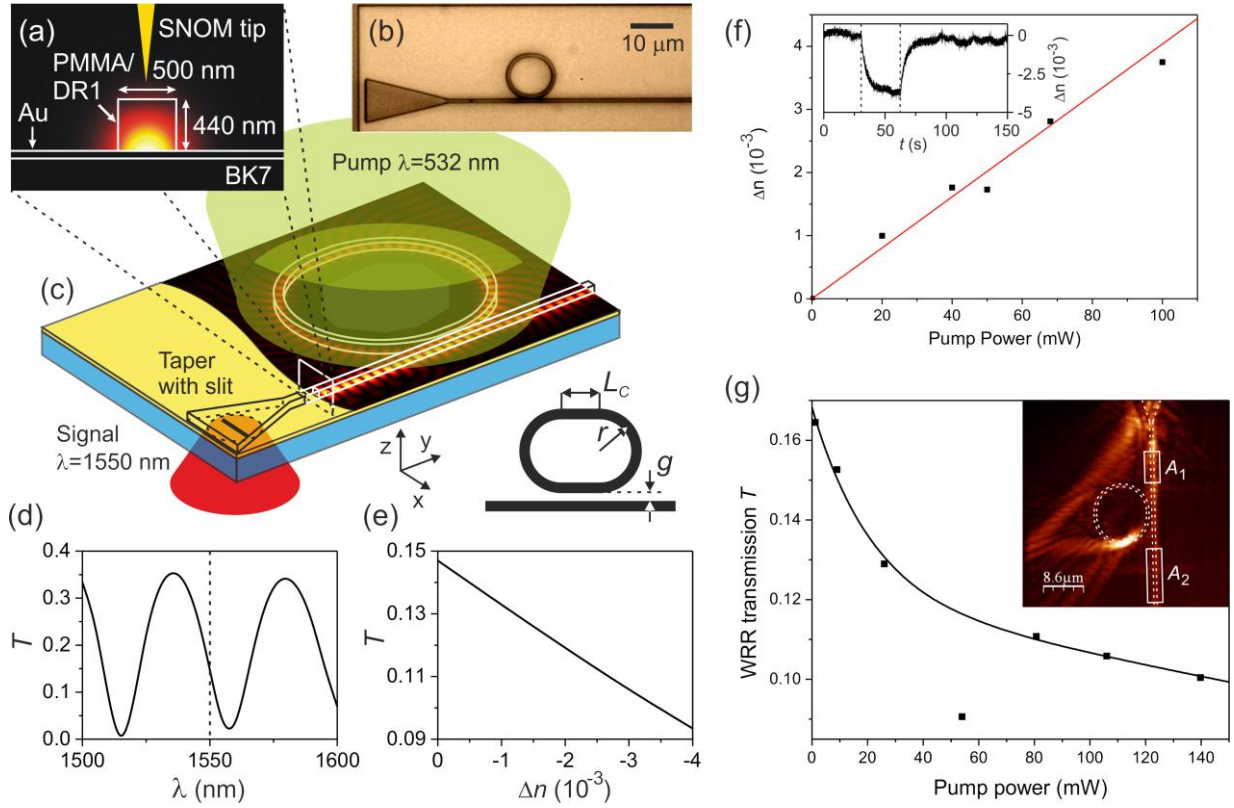 (a)
SNOM tip
PMMA/
DR1
500 nm
Au
440 nm
BK7
(b)
10 μm
Pump λ=532 nm
(c)
Taper
with slit
Signal
λ=1550 nm
z
y
x
L_C
r
g
(d)
0.4
0.3
0.2
0.1
0.0
T
1500
1550
1600
λ (nm)
(e)
0.15
0.13
0.11
0.09
T
0
-1
-2
-3
-4
Δn (10⁻³)
(f)
4
3
2
1
0
Δn (10⁻³)
0
20
40
60
80
100
Pump Power (mW)
0
-2.5
-5
Δn (10⁻³)
0
50
100
150
t (s)
(g)
0.16
0.14
0.12
0.10
WRR transmission T
0
20
40
60
80
100
120
140
Pump power (mW)
A₁
A₂
8.6μm